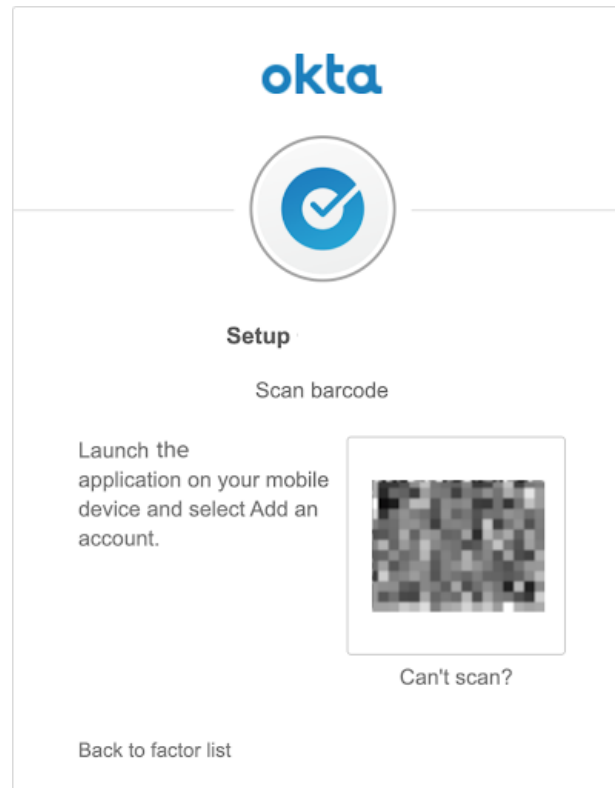 okta
Setup
Scan barcode
Launch the
application on your mobile
device and select Add an
account.
Can't scan?
Back to factor list